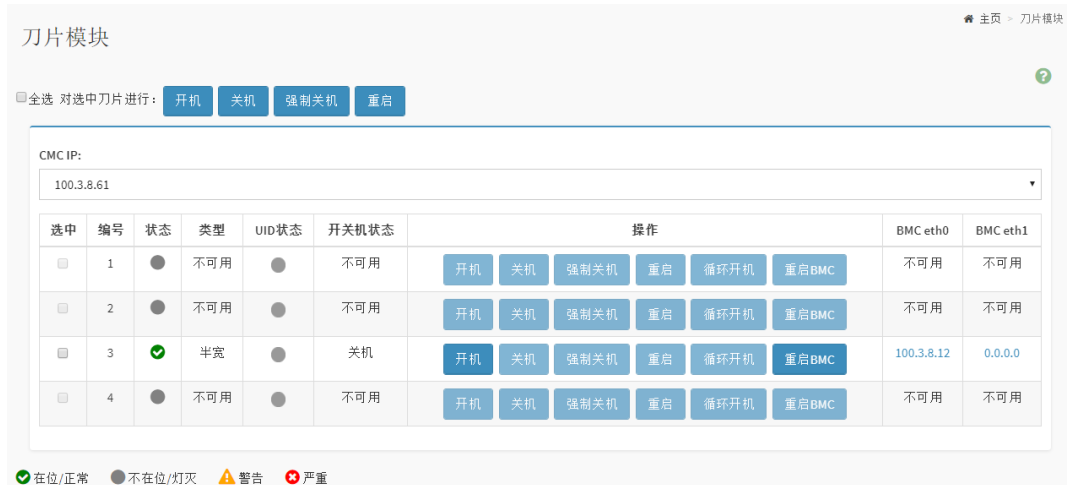 主页 > 刀片模块
刀片模块
全选 对选中刀片进行： 开机 关机 强制关机 重启
CMC IP:
100.3.8.61
选中 编号 状态 类型 UID状态 开关机状态 操作 BMC eth0 BMC eth1
1 不可用 不可用 开机 关机 强制关机 重启 循环开机 重启BMC 不可用 不可用
2 不可用 不可用 开机 关机 强制关机 重启 循环开机 重启BMC 不可用 不可用
3 半宽 关机 开机 关机 强制关机 重启 循环开机 重启BMC 100.3.8.12 0.0.0.0
4 不可用 不可用 开机 关机 强制关机 重启 循环开机 重启BMC 不可用 不可用
在位/正常 不在位/灯灭 警告 严重